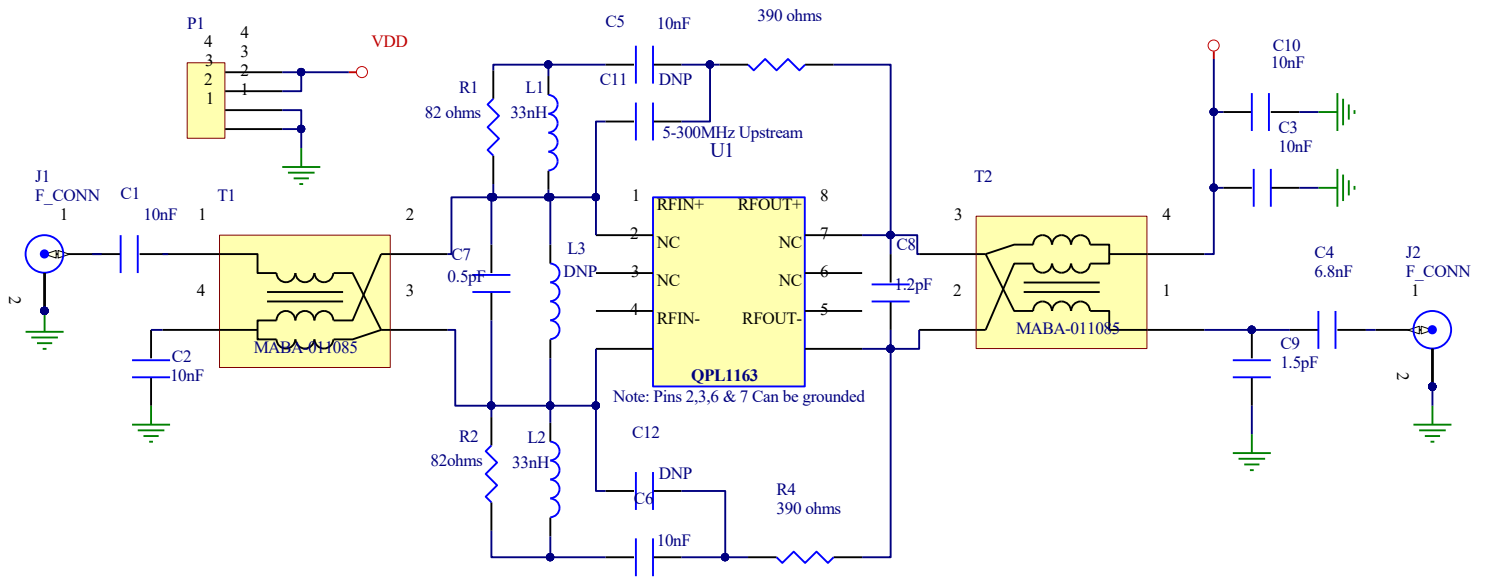 P1
4
3
2
1
4
3
2
1
VDD
C5
10nF
390 ohms
C11
DNP
R1
82 ohms
L1
33nH
5-300MHz Upstream
U1
C10
10nF
C3
10nF
J1
F_CONN
1
2
C1
10nF
T1
1
2
4
3
MABA-011085
C2
10nF
C7
0.5pF
L3
DNP
1
2
3
4
RFIN+
NC
NC
RFIN-
RFOUT+
NC
NC
RFOUT-
8
7
6
5
QPL1163
Note: Pins 2,3,6 & 7 Can be grounded
C8
1.2pF
T2
3
4
2
1
MABA-011085
C4
6.8nF
J2
F_CONN
1
2
C9
1.5pF
R2
82ohms
L2
33nH
C12
DNP
C6
10nF
R4
390 ohms